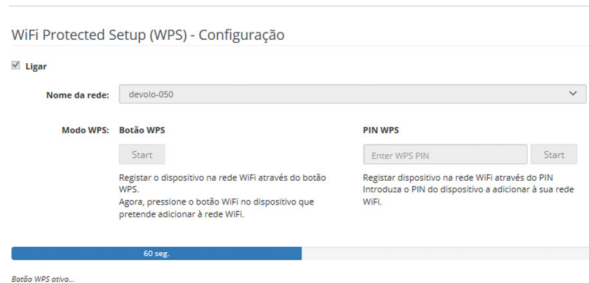 WiFi Protected Setup (WPS) - Configuração
Ligar
Nome da rede: devolo-050
Modo WPS: Botão WPS PIN WPS
Start Enter WPS PIN Start
Registar o dispositivo na rede WiFi através do botão
WPS.
Agora, pressione o botão WiFi no dispositivo que
pretende adicionar à rede WiFi.
Registar dispositivo na rede WiFi através do PIN
Introduza o PIN do dispositivo a adicionar à sua rede
WiFi.
60 seg.
Botão WPS ativo...